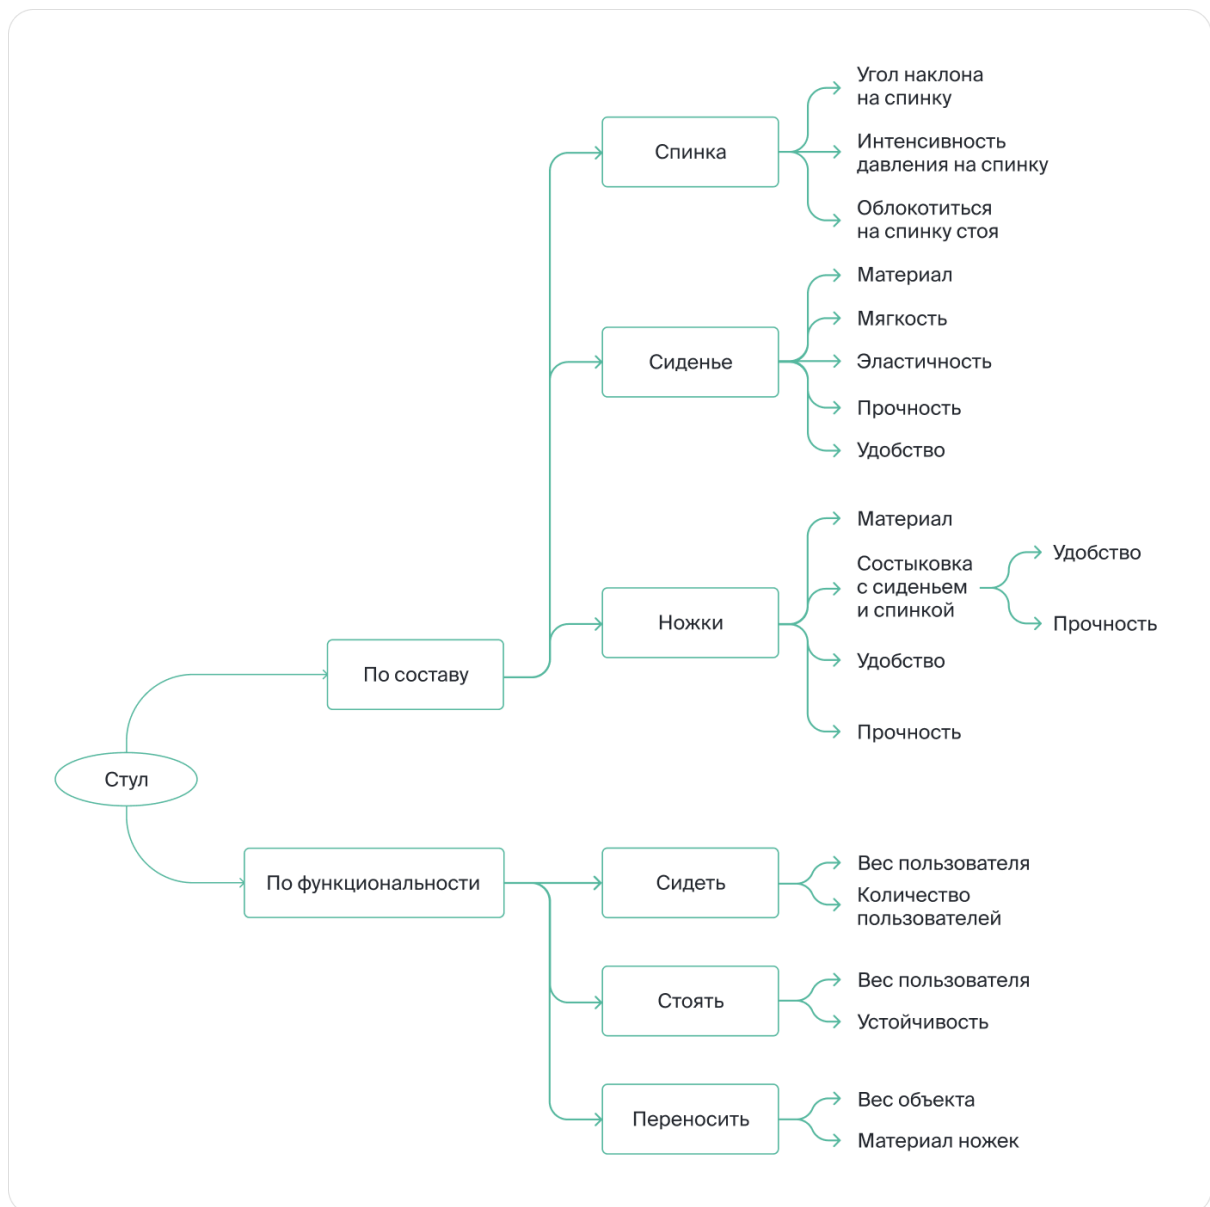 Угол наклона
на спинку
Спинка
Интенсивность
давления на спинку
Облокотиться
на спинку стоя
Материал
Мягкость
Сиденье
Эластичность
Прочность
Удобство
Материал
Состыковка
с сиденьем
и спинкой
Удобство
Прочность
Ножки
Удобство
Прочность
По составу
Стул
По функциональности
Сидеть
Вес пользователя
Количество
пользователей
Стоять
Вес пользователя
Устойчивость
Переносить
Вес объекта
Материал ножек